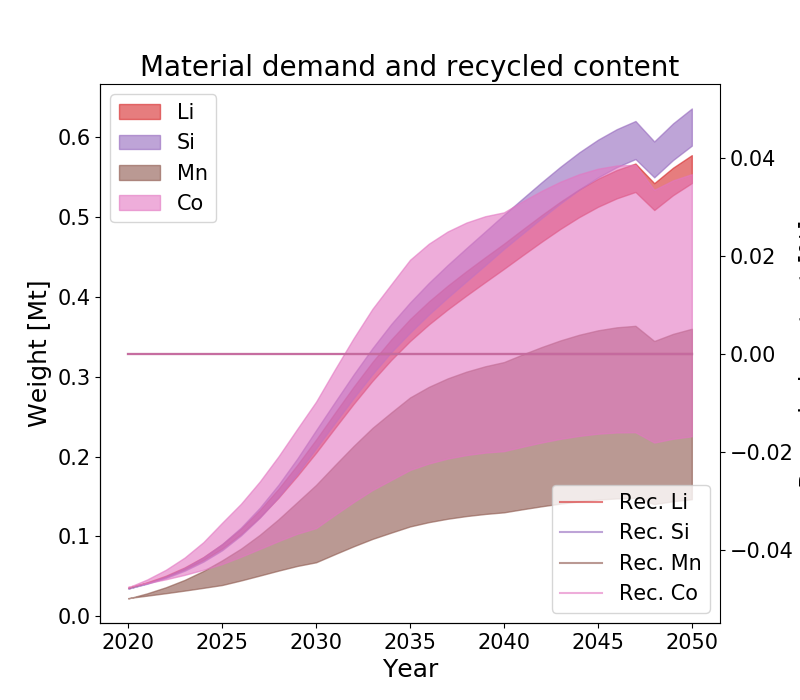 Material demand and recycled content
Li
Si
Mn
Co
0.6
0.5
0.4
0.3
0.2
0.1
0.0
Weight [Mt]
0.04
0.02
0.00
−0.02
−0.04
Rec. Li
Rec. Si
Rec. Mn
Rec. Co
2020
2025
2030
2035
2040
2045
2050
Year